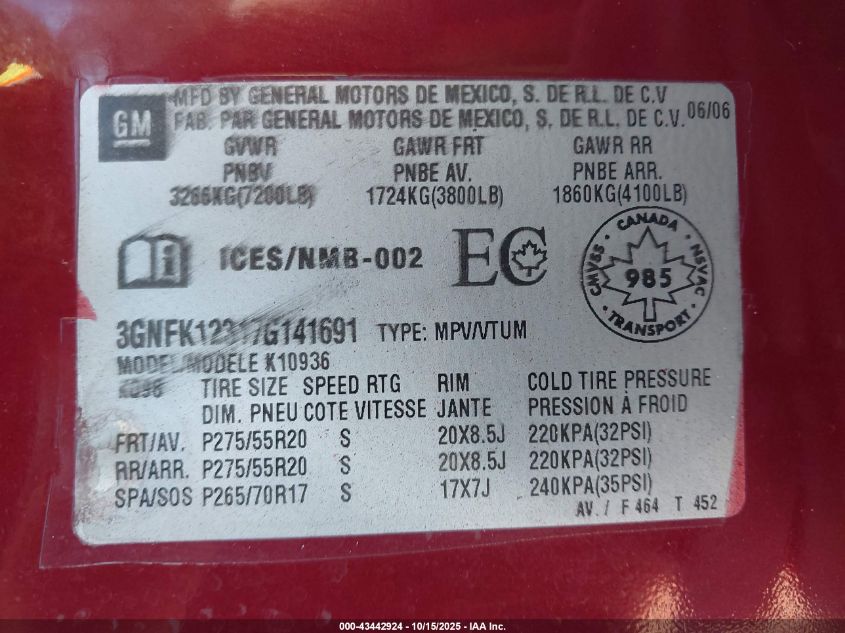 GM
MFD BY GENERAL MOTORS DE MEXICO, S. DE R.L. DE C.V
FAB. PAR GENERAL MOTORS DE MEXICO, S. DE R.L. DE C.V. 06/06
GVWR GAWR FRT GAWR RR
PNBV PNBE AV. PNBE ARR.
3266KG(7200LB) 1724KG(3800LB) 1860KG(4100LB)
ICES/NMB-002 EC
CANADA
CMVSS 985 NSVAC
TRANSPORT
3GNFK12317G141691 TYPE: MPV/VTUM
MODEL/MODELE K10936
TIRE SIZE SPEED RTG RIM COLD TIRE PRESSURE
DIM. PNEU COTE VITESSE JANTE PRESSION À FROID
FRT/AV. P275/55R20 S 20X8.5J 220KPA(32PSI)
RR/ARR. P275/55R20 S 20X8.5J 220KPA(32PSI)
SPA/SOS P265/70R17 S 17X7J 240KPA(35PSI)
AV. / F 464 T 452
000-43442924 - 10/15/2025 - IAA Inc.